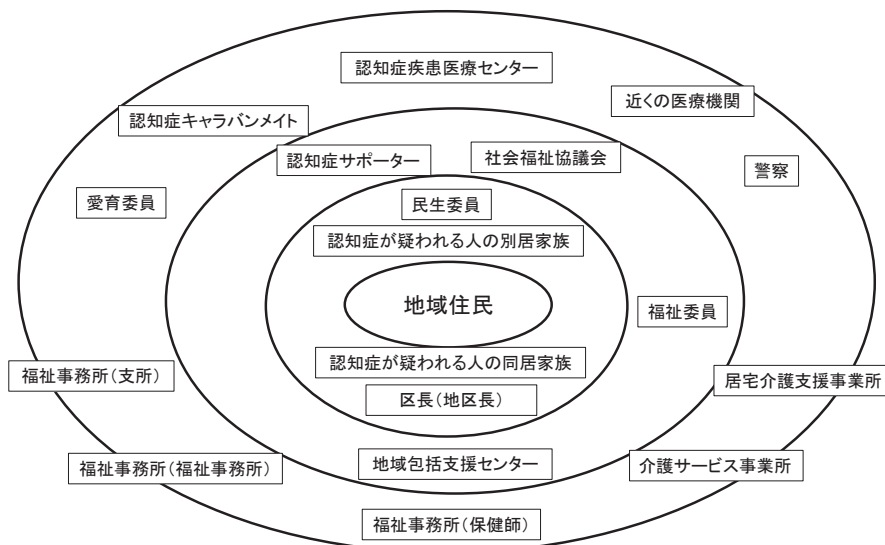 認知症疾患医療センター
近くの医療機関
認知症キャラバンメイト
認知症サポーター
社会福祉協議会
警察
愛育委員
民生委員
認知症が疑われる人の別居家族
地域住民
福祉委員
認知症が疑われる人の同居家族
福祉事務所(支所)
居宅介護支援事業所
区長(地区長)
地域包括支援センター
福祉事務所(福祉事務所)
介護サービス事業所
福祉事務所(保健師)